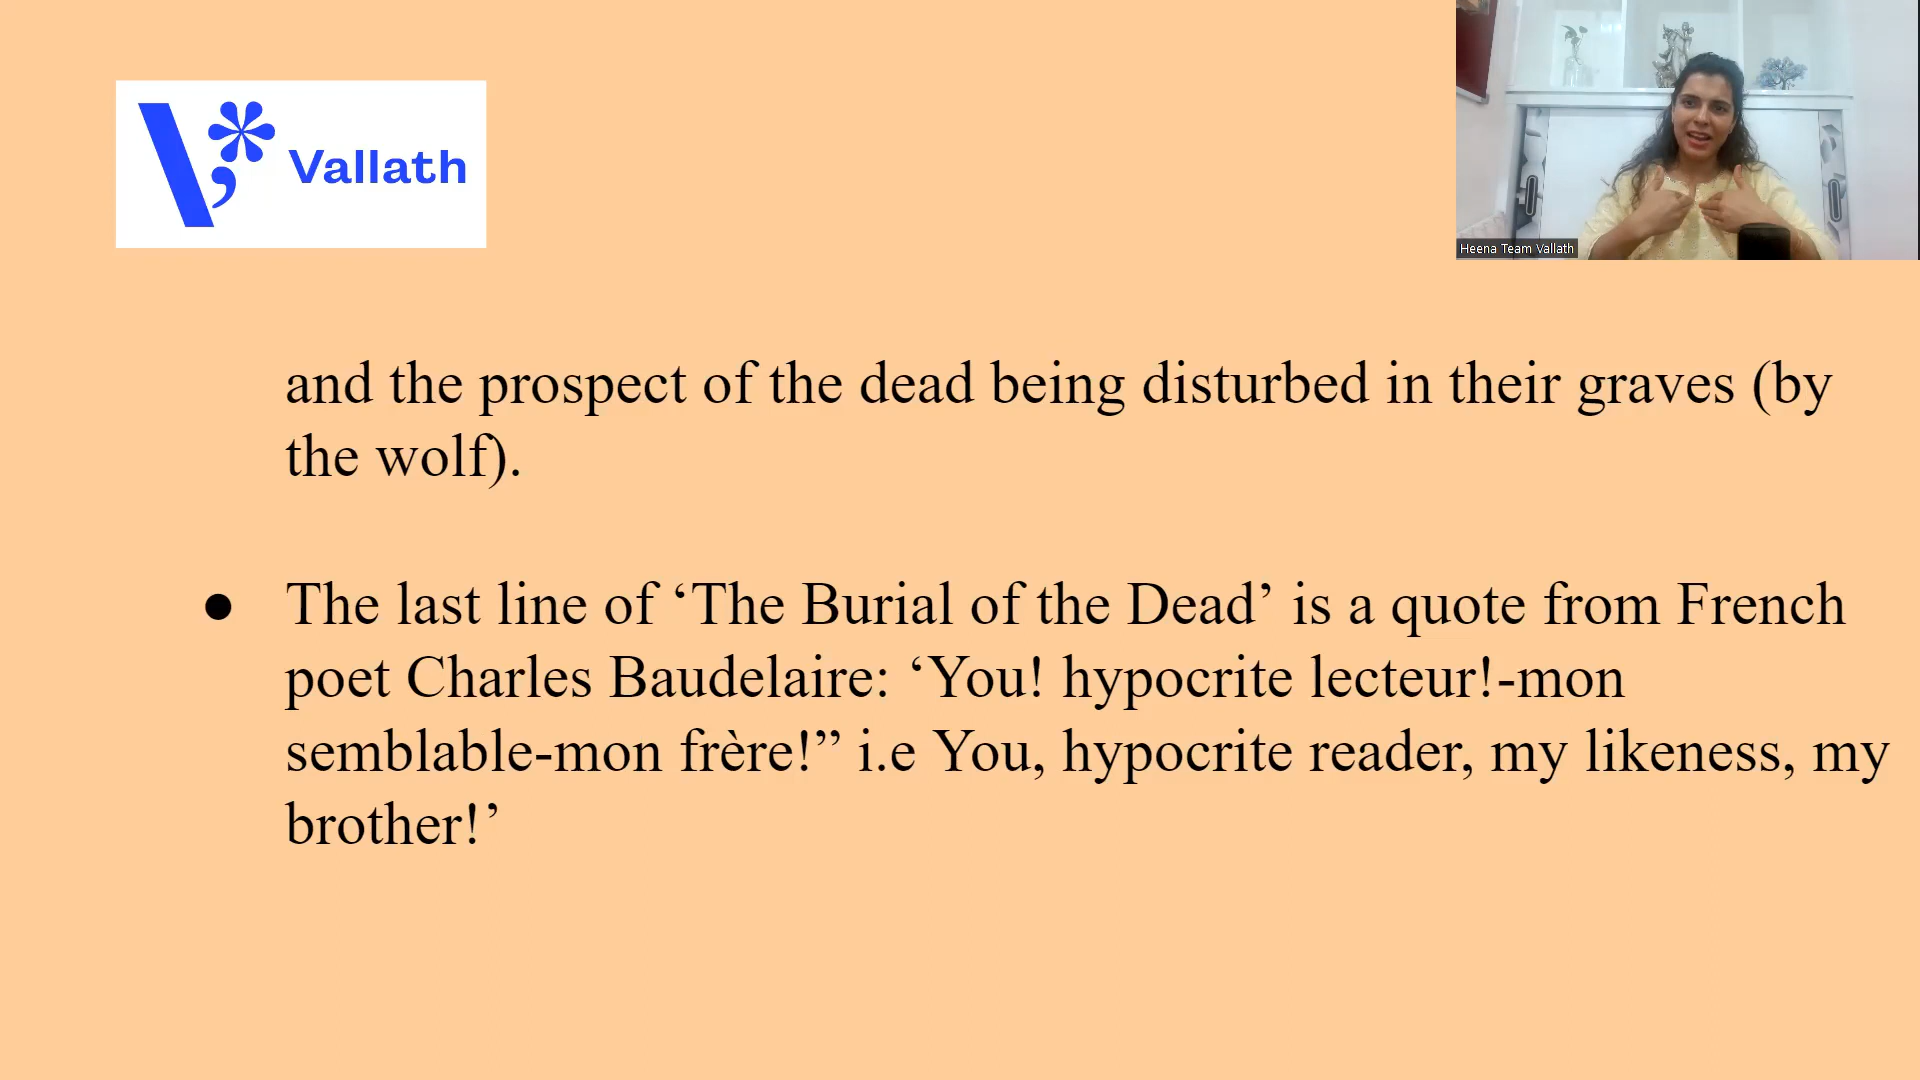 Vallath
Heena Team Vallath
and the prospect of the dead being disturbed in their graves (by
the wolf).
● The last line of ‘The Burial of the Dead’ is a quote from French
poet Charles Baudelaire: ‘You! hypocrite lecteur!-mon
semblable-mon frère!” i.e You, hypocrite reader, my likeness, my
brother!’